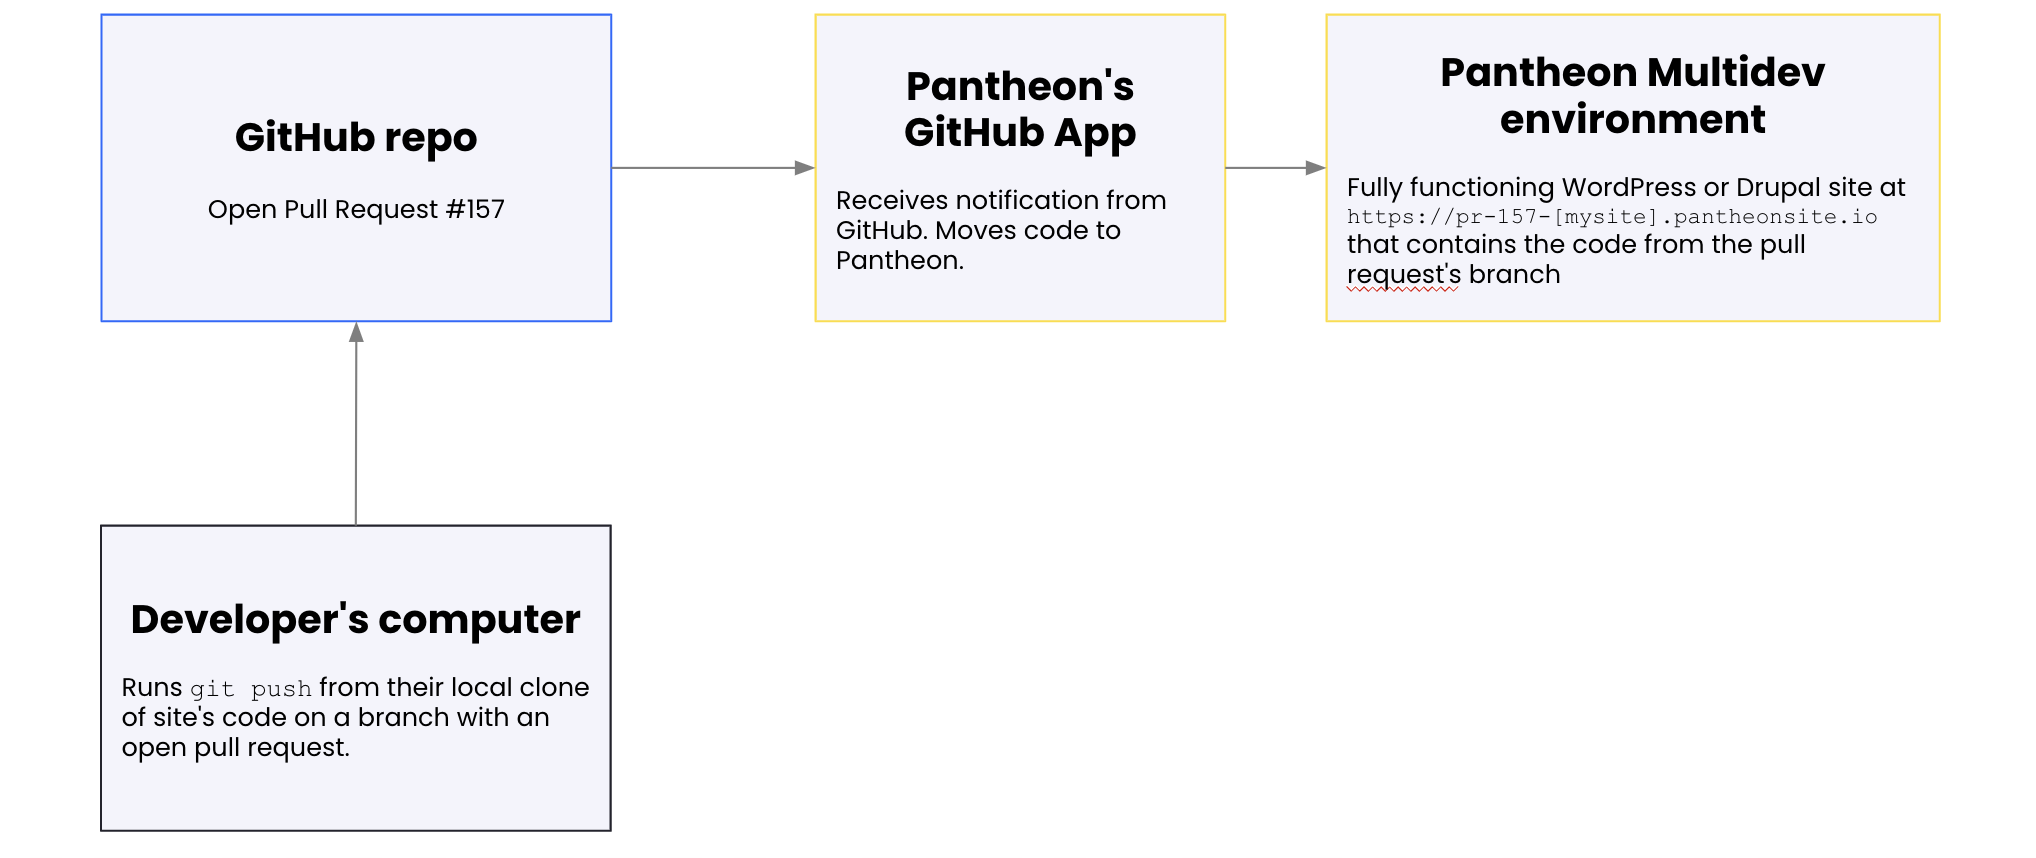 GitHub repo
Open Pull Request #157
Pantheon's
GitHub App
Receives notification from
GitHub. Moves code to
Pantheon.
Pantheon Multidev
environment
Fully functioning WordPress or Drupal site at
https://pr-157-[mysite].pantheonsite.io
that contains the code from the pull
request's branch
Developer's computer
Runs git push from their local clone
of site's code on a branch with an
open pull request.